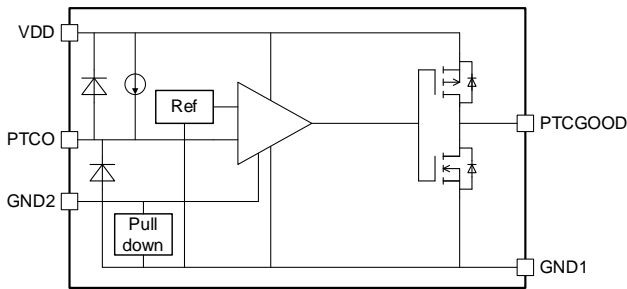 VDD
Ref
PTCO
PTCGOOD
GND2
Pull
down
GND1